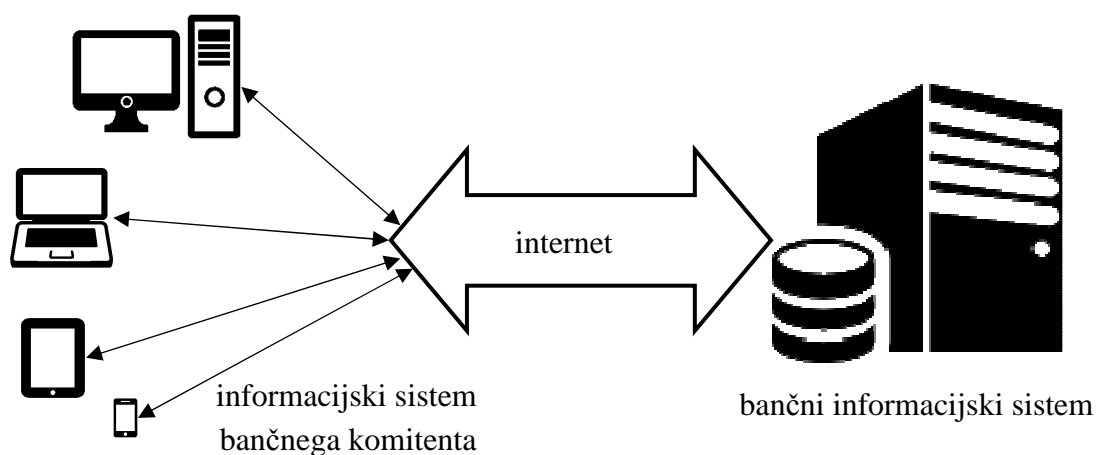 internet
informacijski sistem
bančnega komitenta
bančni informacijski sistem